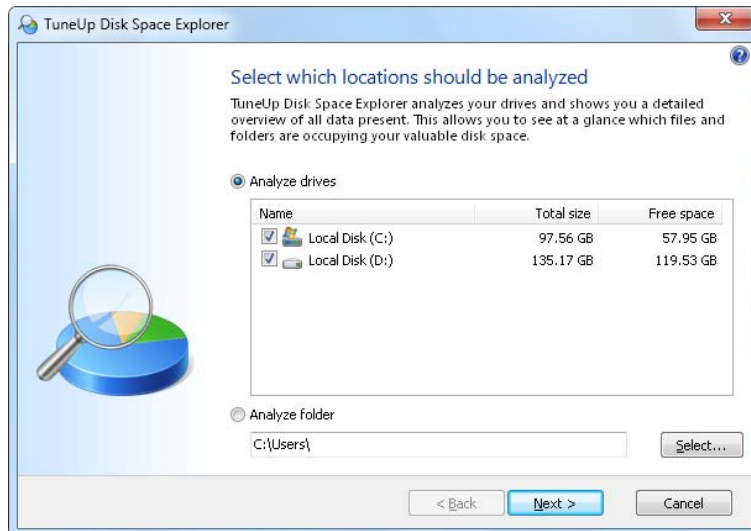 TuneUp Disk Space Explorer
Select which locations should be analyzed
TuneUp Disk Space Explorer analyzes your drives and shows you a detailed
overview of all data present. This allows you to see at a glance which files and
folders are occupying your valuable disk space.
Analyze drives
Name Total size Free space
Local Disk (C:) 97.56 GB 57.95 GB
Local Disk (D:) 135.17 GB 119.53 GB
Analyze folder
C:\Users\ Select...
< Back Next > Cancel